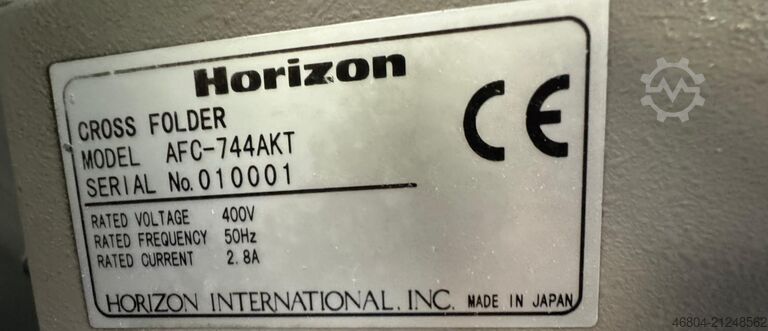 Horizon
CE
CROSS FOLDER
MODEL AFC-744AKT
SERIAL No. 010001
RATED VOLTAGE 400V
RATED FREQUENCY 50Hz
RATED CURRENT 2.8A
HORIZON INTERNATIONAL, INC. MADE IN JAPAN
46804-21248562